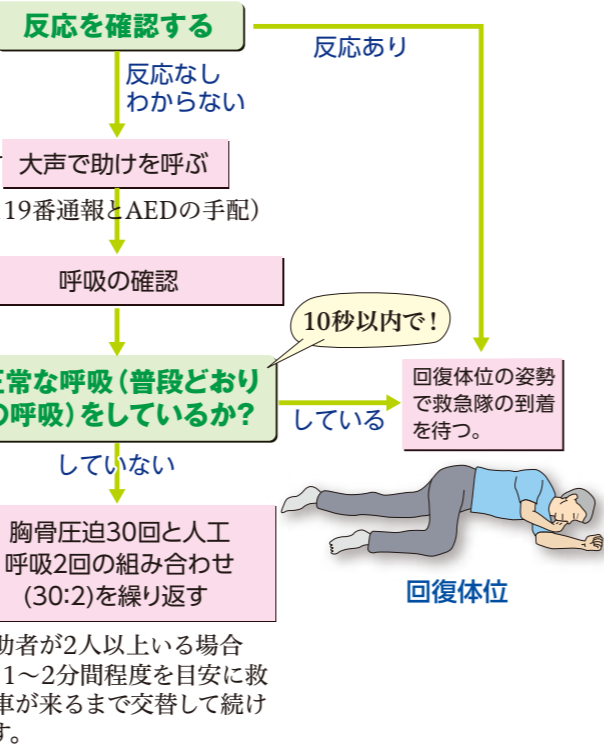 反応を確認する
反応あり
反応なし
わからない
大声で助けを呼ぶ
19番通報とAEDの手配）
呼吸の確認
10秒以内で！
正常な呼吸（普段どおり
の呼吸）をしているか？
している
回復体位の姿勢
で救急隊の到着
を待つ。
していない
胸骨圧迫30回と人工
呼吸2回の組み合わせ
(30:2)を繰り返す
回復体位
助者が2人以上いる場合
1～2分間程度を目安に救
車が来るまで交替して続け
す。